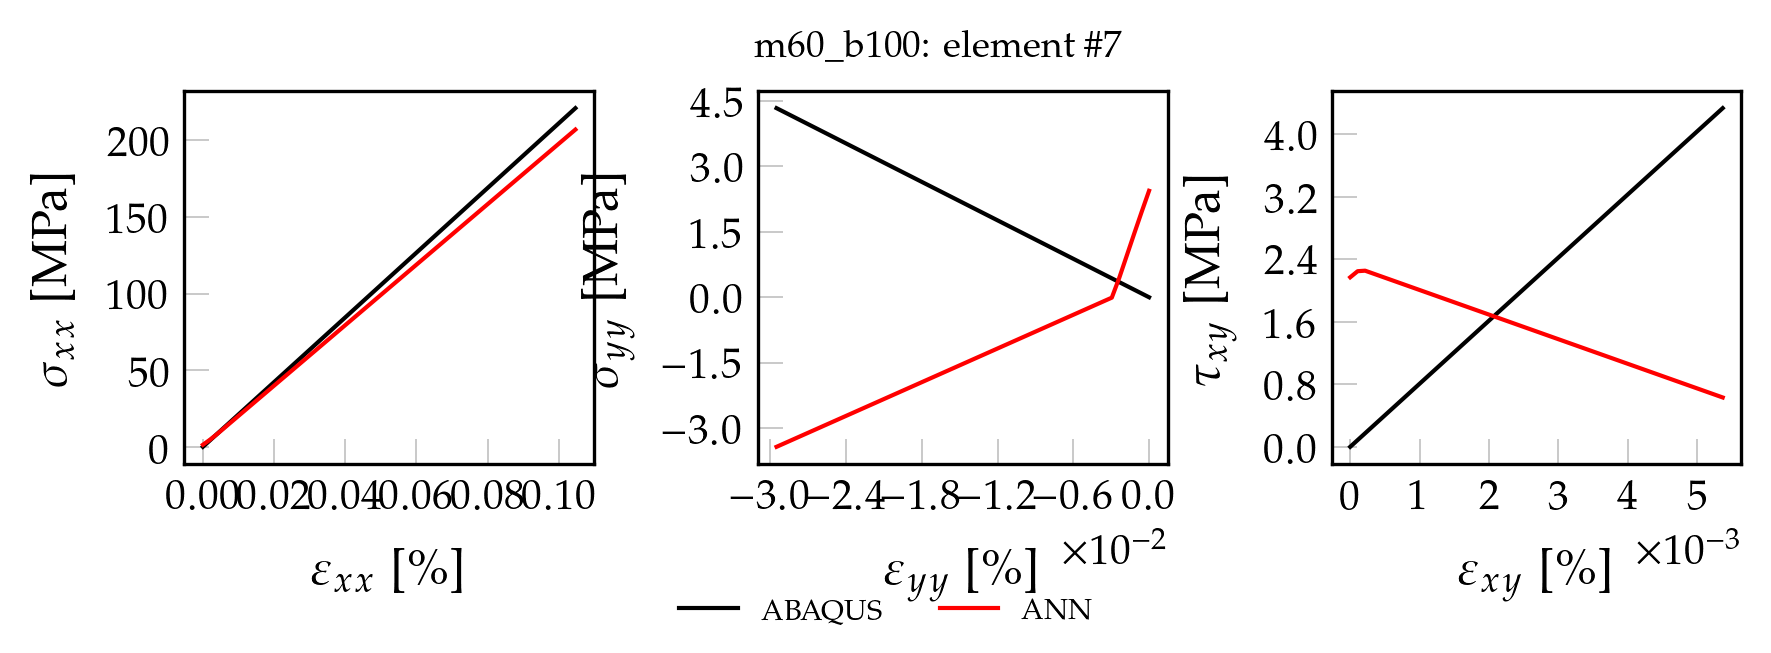 m60_b100: element #7
σxx [MPa]
200
150
100
50
0
0.00 0.02 0.04 0.06 0.08 0.10
εxx [%]
σyy [MPa]
4.5
3.0
1.5
0.0
−1.5
−3.0
−3.0 −2.4 −1.8 −1.2 −0.6 0.0
×10−2
εyy [%]
τxy [MPa]
4.0
3.2
2.4
1.6
0.8
0.0
0 1 2 3 4 5
×10−3
εxy [%]
ABAQUS ANN